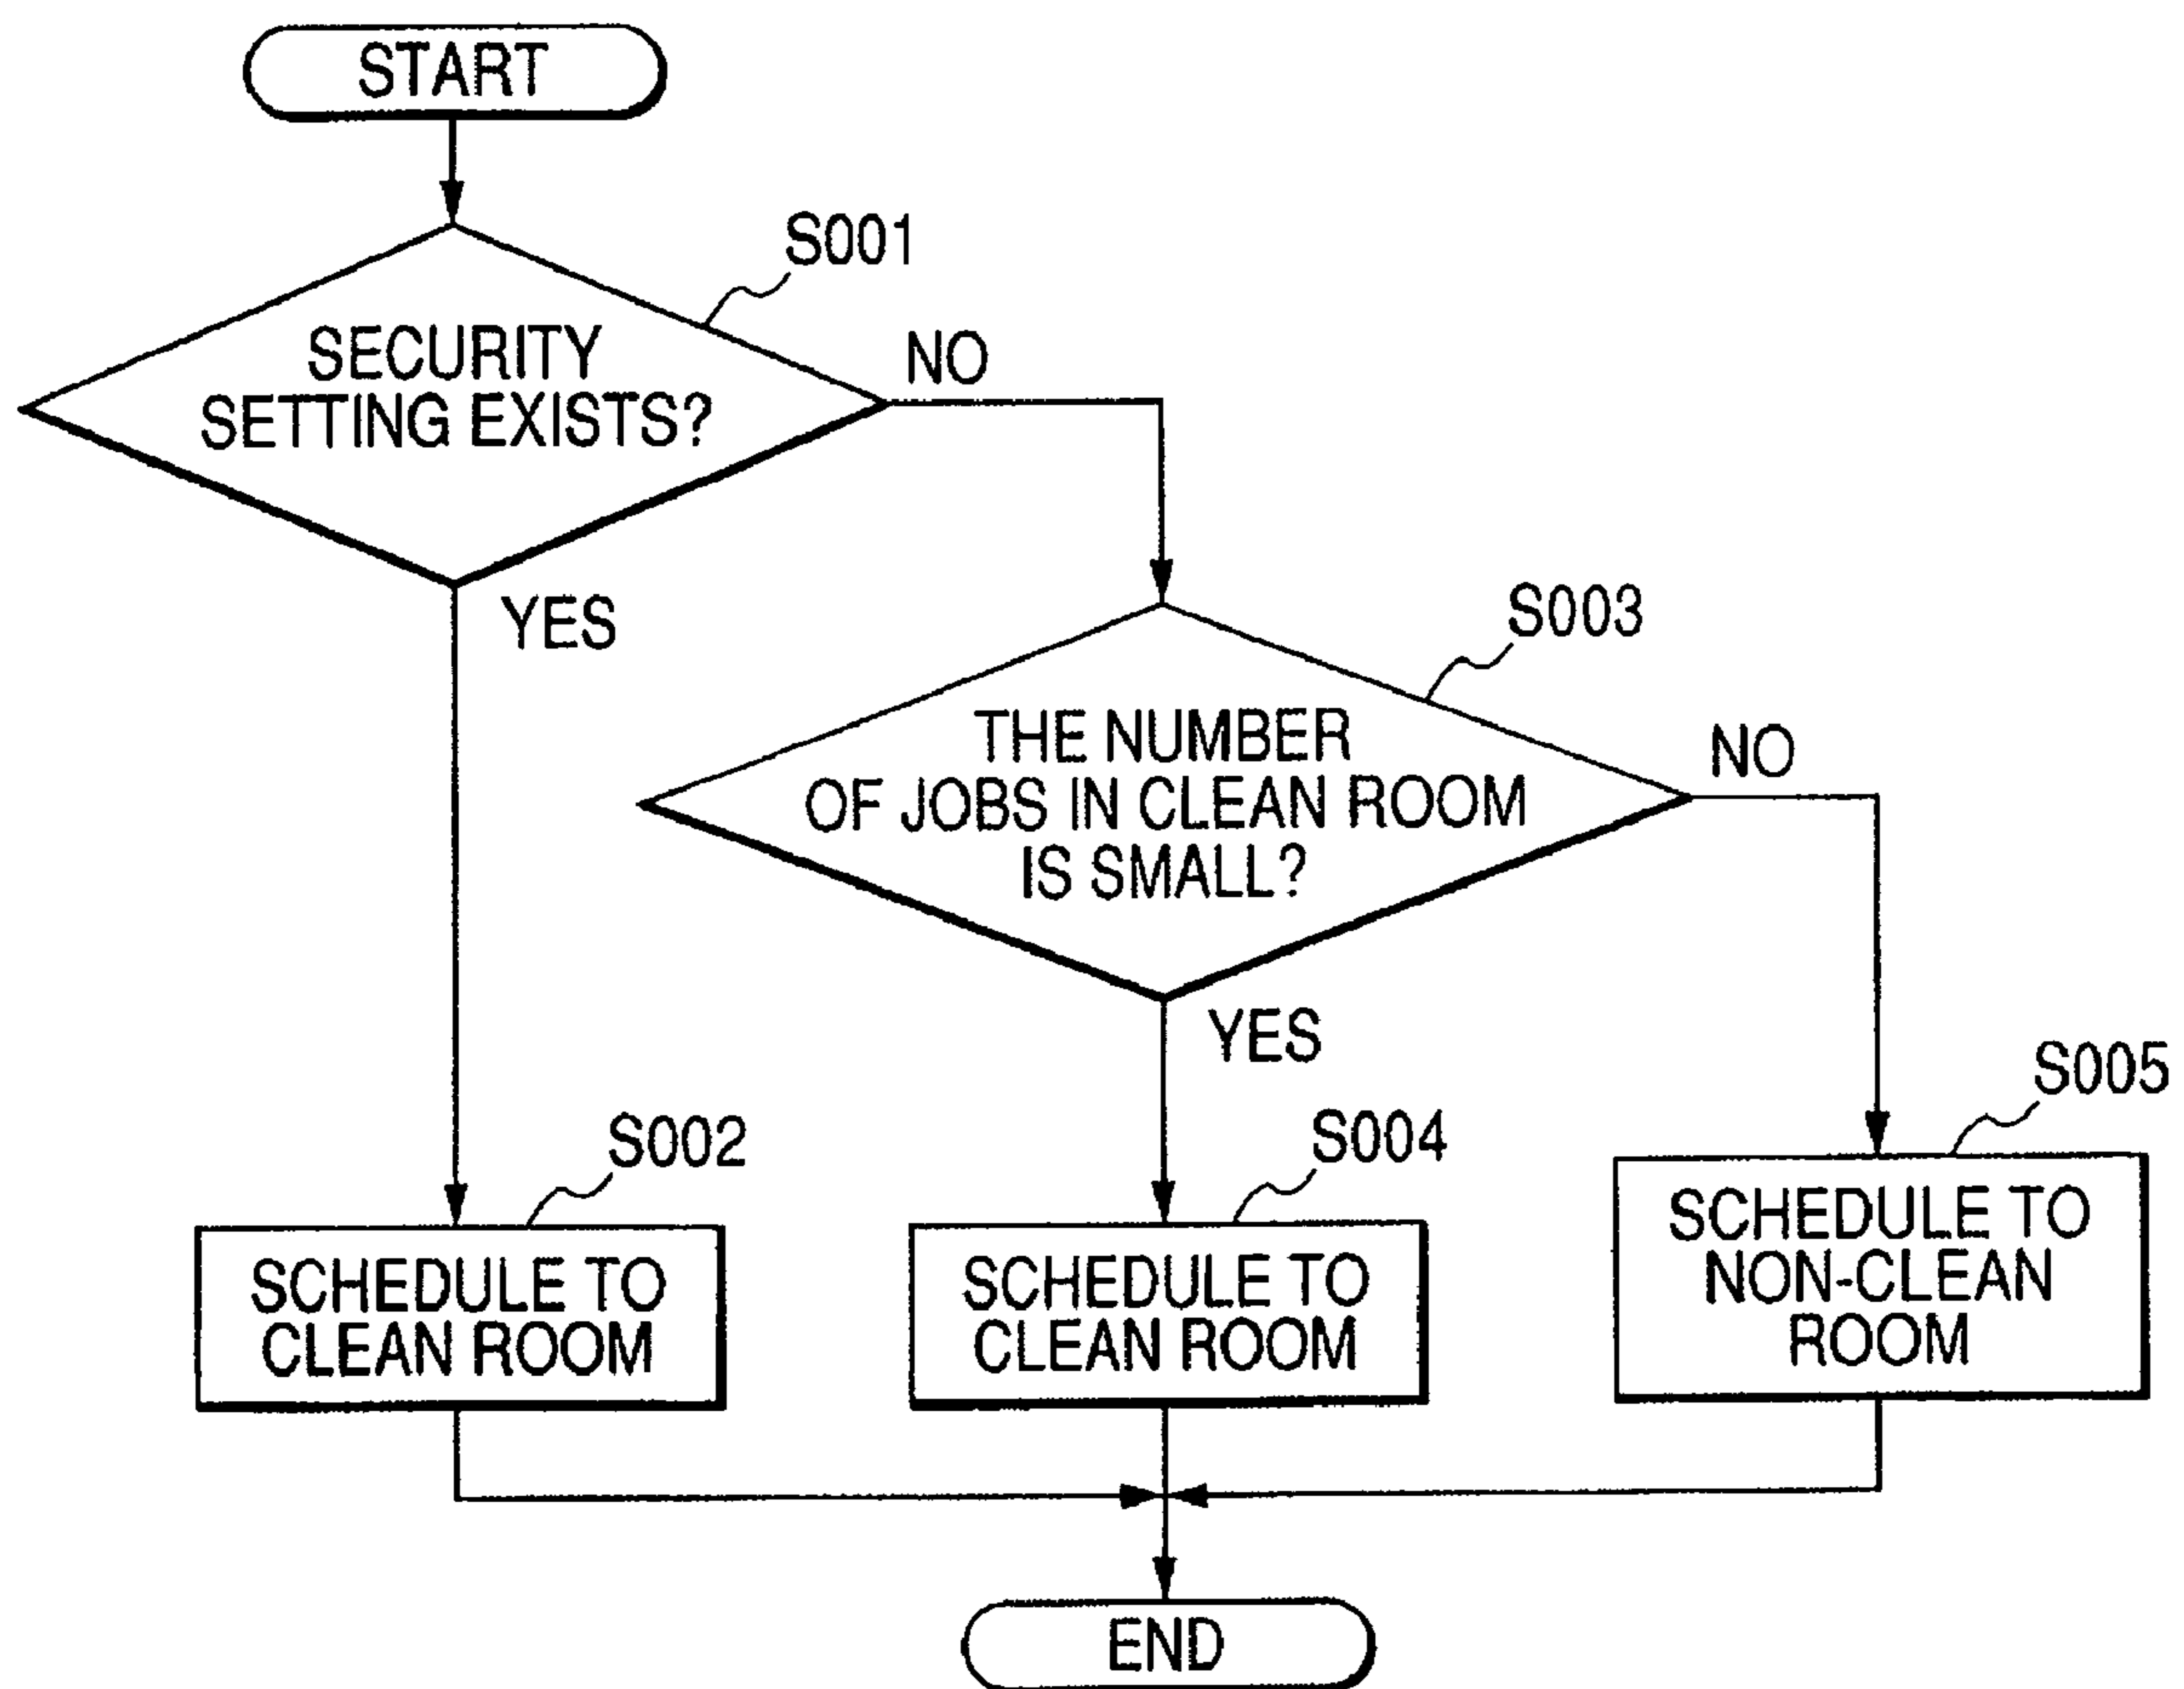 START
S001
SECURITY
SETTING EXISTS?
NO
YES
S003
THE NUMBER
OF JOBS IN CLEAN ROOM
IS SMALL?
NO
YES
S002
SCHEDULE TO
CLEAN ROOM
S004
SCHEDULE TO
CLEAN ROOM
S005
SCHEDULE TO
NON-CLEAN
ROOM
END